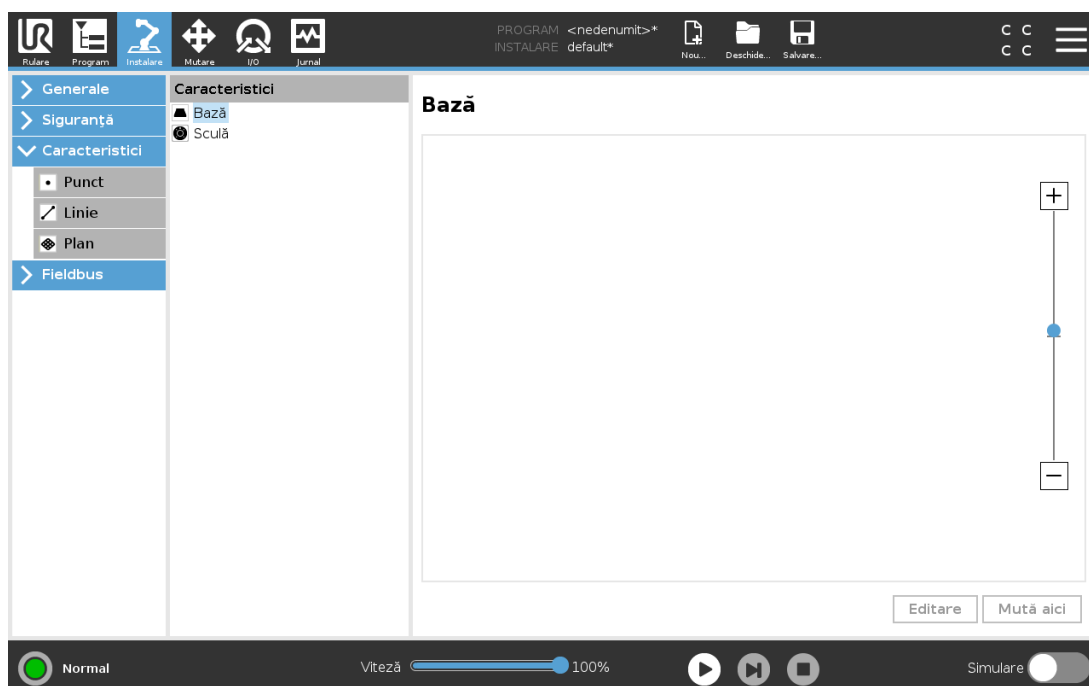 PROGRAM <nedenumit>*
INSTALARE default*
C C
C C
Rulare Program Instalare Mutare I/O Jurnal Nou... Deschide... Salvare...
Generale
Siguranță
Caracteristici
Punct
Linie
Plan
Fieldbus
Caracteristici
Bază
Sculă
Bază
Editare Mută aici
Normal Viteză 100% Simulare